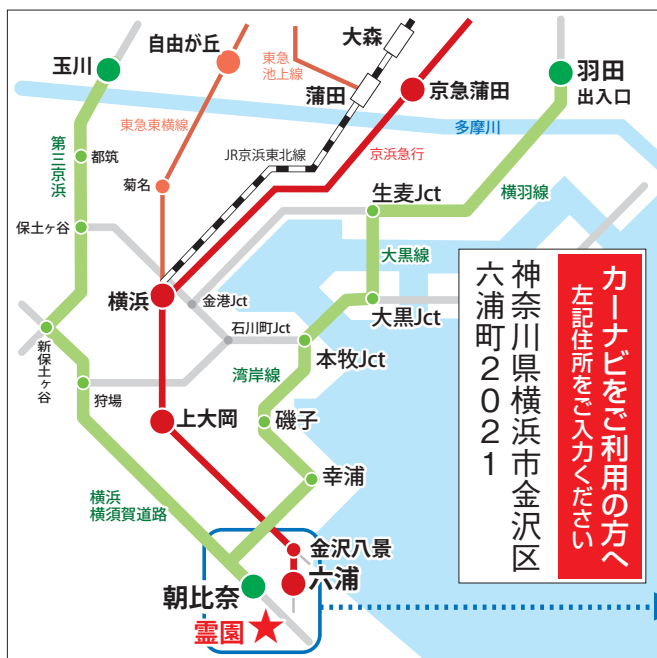 大森
自由が丘
玉川
東急
池上線
羽田
出入口
蒲田
京急蒲田
東急東横線
多摩川
第三京浜
都筑
JR京浜東北線
京浜急行
菊名
生麦Jct
横羽線
保土ヶ谷
大黒線
横浜
金港Jct
大黒Jct
石川町Jct
新保土ヶ谷
本牧Jct
湾岸線
狩場
上大岡
磯子
幸浦
横浜
横須賀道路
金沢八景
六浦
朝比奈
霊園
カーナビをご利用の方へ
左記住所をご入力ください
神奈川県横浜市金沢区
六浦町2021